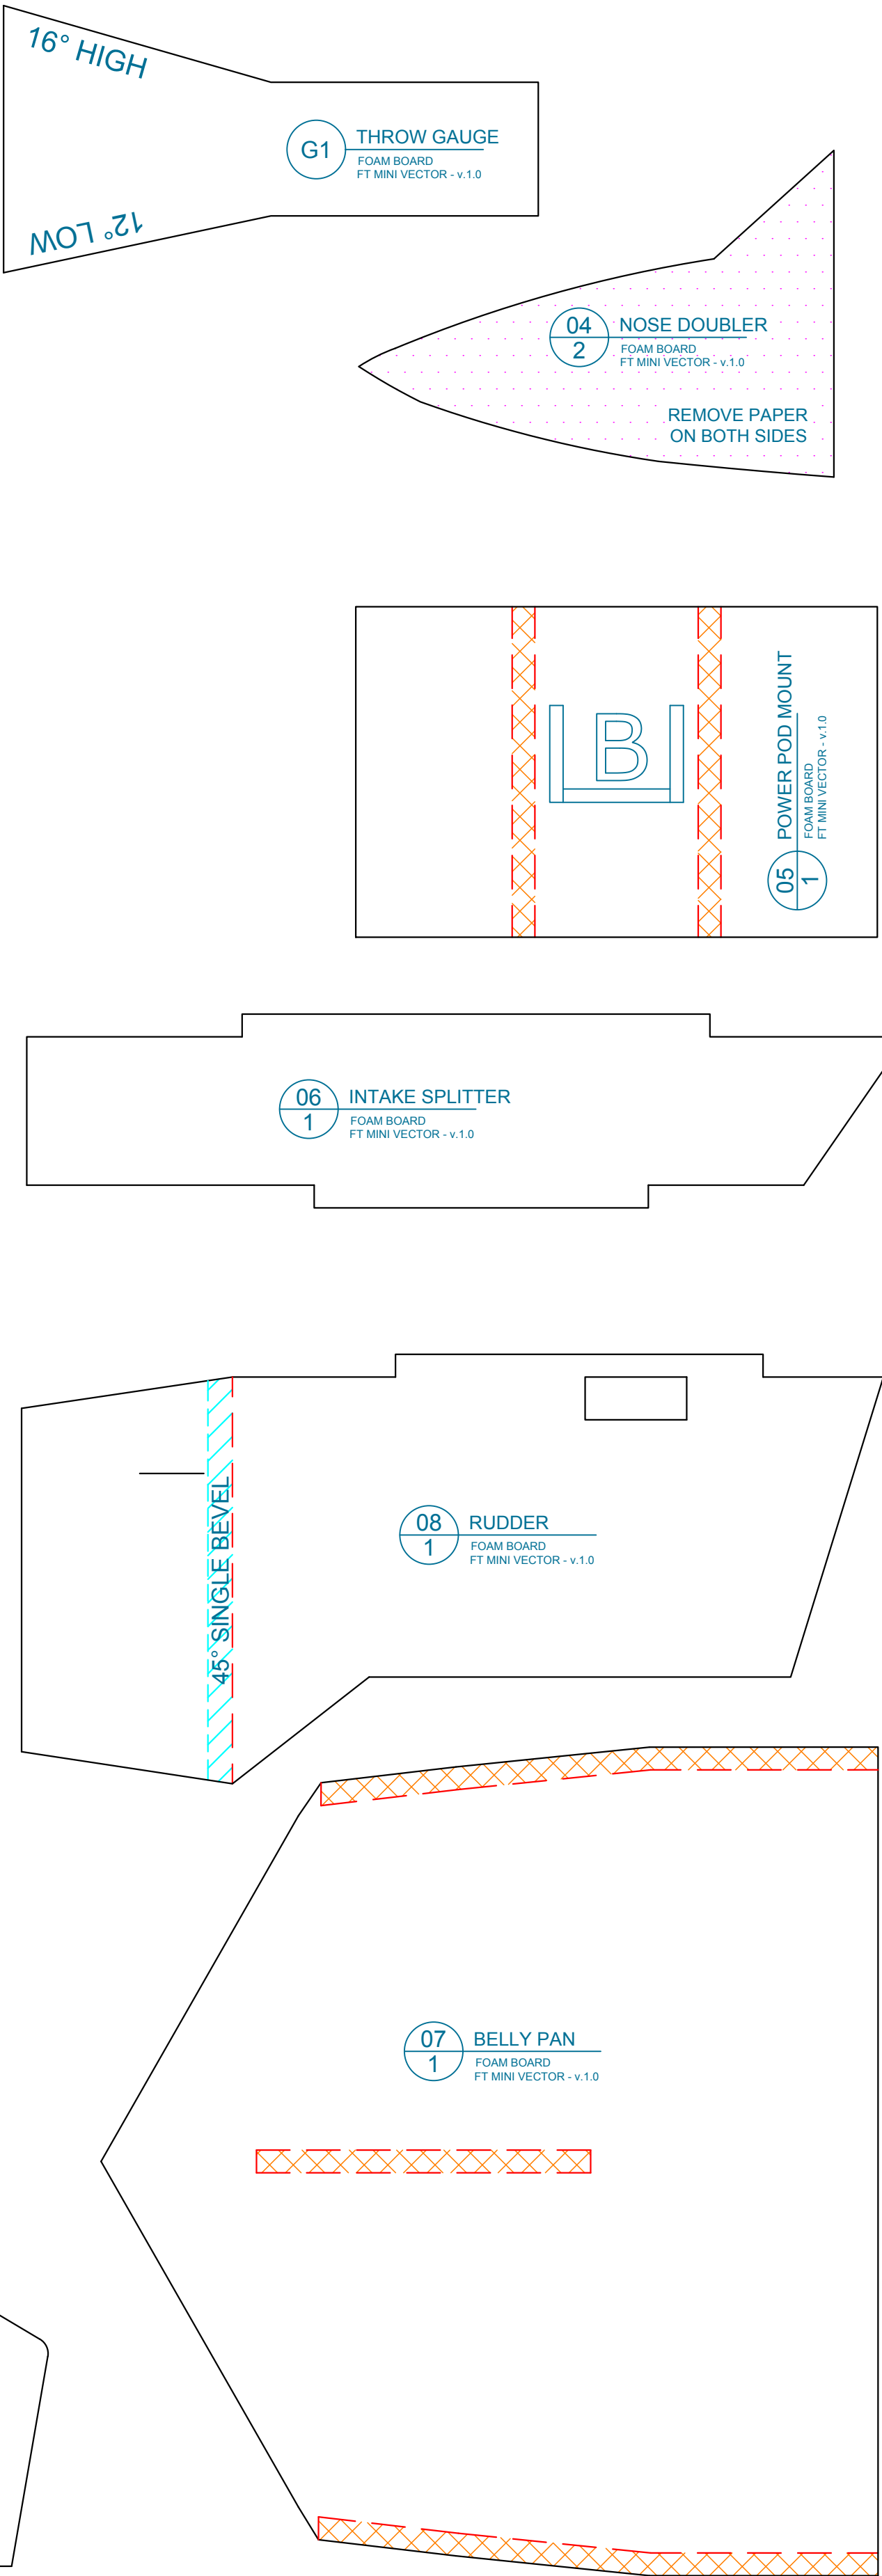 16° HIGH
12° LOW
G1
THROW GAUGE
FOAM BOARD
FT MINI VECTOR - v.1.0
04
2
NOSE DOUBLER
FOAM BOARD
FT MINI VECTOR - v.1.0
REMOVE PAPER
ON BOTH SIDES
B
05
1
POWER POD MOUNT
FOAM BOARD
FT MINI VECTOR - v.1.0
06
1
INTAKE SPLITTER
FOAM BOARD
FT MINI VECTOR - v.1.0
45° SINGLE BEVEL
08
1
RUDDER
FOAM BOARD
FT MINI VECTOR - v.1.0
07
1
BELLY PAN
FOAM BOARD
FT MINI VECTOR - v.1.0